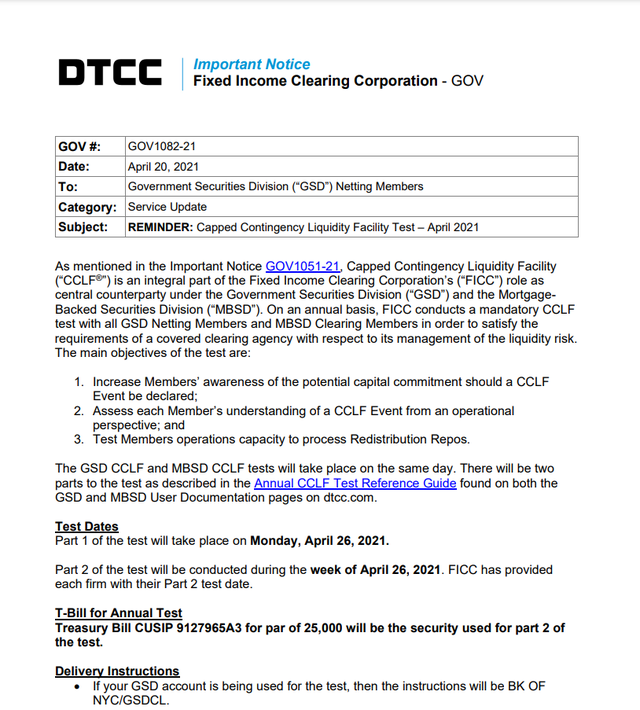 DTCC
Important Notice
Fixed Income Clearing Corporation - GOV
GOV #: GOV1082-21
Date: April 20, 2021
To: Government Securities Division (“GSD”) Netting Members
Category: Service Update
Subject: REMINDER: Capped Contingency Liquidity Facility Test – April 2021
As mentioned in the Important Notice GOV1051-21, Capped Contingency Liquidity Facility
(“CCLF®”) is an integral part of the Fixed Income Clearing Corporation’s (“FICC”) role as
central counterparty under the Government Securities Division (“GSD”) and the Mortgage-
Backed Securities Division (“MBSD”). On an annual basis, FICC conducts a mandatory CCLF
test with all GSD Netting Members and MBSD Clearing Members in order to satisfy the
requirements of a covered clearing agency with respect to its management of the liquidity risk.
The main objectives of the test are:
1. Increase Members’ awareness of the potential capital commitment should a CCLF
Event be declared;
2. Assess each Member’s understanding of a CCLF Event from an operational
perspective; and
3. Test Members operations capacity to process Redistribution Repos.
The GSD CCLF and MBSD CCLF tests will take place on the same day. There will be two
parts to the test as described in the Annual CCLF Test Reference Guide found on both the
GSD and MBSD User Documentation pages on dtcc.com.
Test Dates
Part 1 of the test will take place on Monday, April 26, 2021.
Part 2 of the test will be conducted during the week of April 26, 2021. FICC has provided
each firm with their Part 2 test date.
T-Bill for Annual Test
Treasury Bill CUSIP 9127965A3 for par of 25,000 will be the security used for part 2 of
the test.
Delivery Instructions
• If your GSD account is being used for the test, then the instructions will be BK OF
NYC/GSDCL.